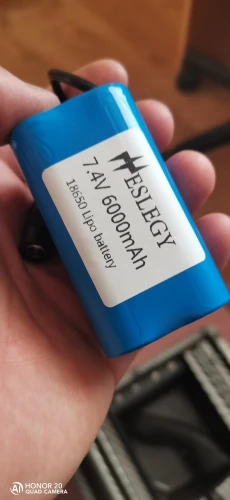 HESLEGY
7.4V 6000mAh
18650 Lipo battery
HONOR 20
QUAD CAMERA